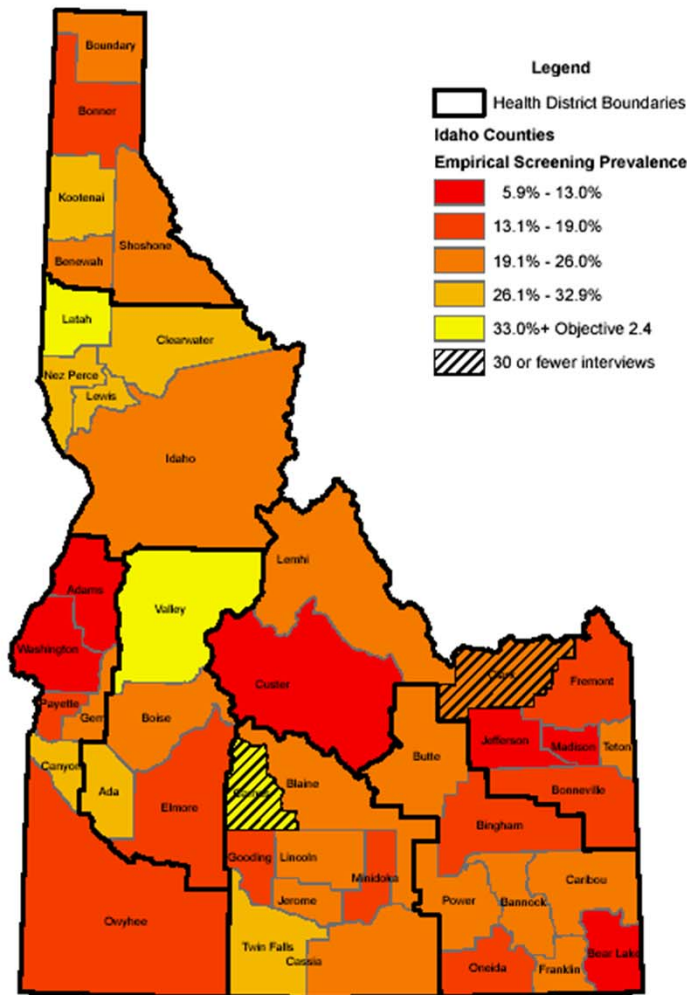 Legend
Health District Boundaries
Idaho Counties
Empirical Screening Prevalence
5.9% - 13.0%
13.1% - 19.0%
19.1% - 26.0%
26.1% - 32.9%
33.0%+ Objective 2.4
30 or fewer interviews
Boundary
Bonner
Kootenai
Shoshone
Benewah
Latah
Clearwater
Nez Perce
Lewis
Idaho
Lemhi
Adams
Valley
Washington
Custer
Clark
Fremont
Payette
Gem
Boise
Jefferson
Madison
Teton
Butte
Canyon
Ada
Camas
Blaine
Elmore
Bonneville
Bingham
Gooding
Lincoln
Minidoka
Jerome
Power
Bannock
Caribou
Owyhee
Twin Falls
Cassia
Oneida
Franklin
Bear Lake